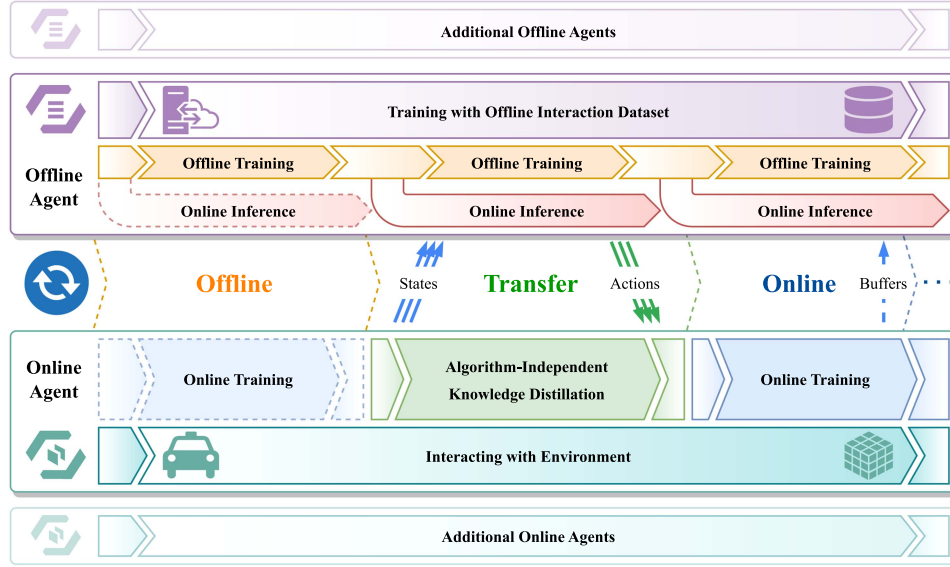 Additional Offline Agents
Training with Offline Interaction Dataset
Offline
Agent
Offline Training
Offline Training
Offline Training
Online Inference
Online Inference
Online Inference
Offline
States
Transfer
Actions
Online
Buffers
Online
Agent
Online Training
Algorithm-Independent
Knowledge Distillation
Online Training
Interacting with Environment
Additional Online Agents